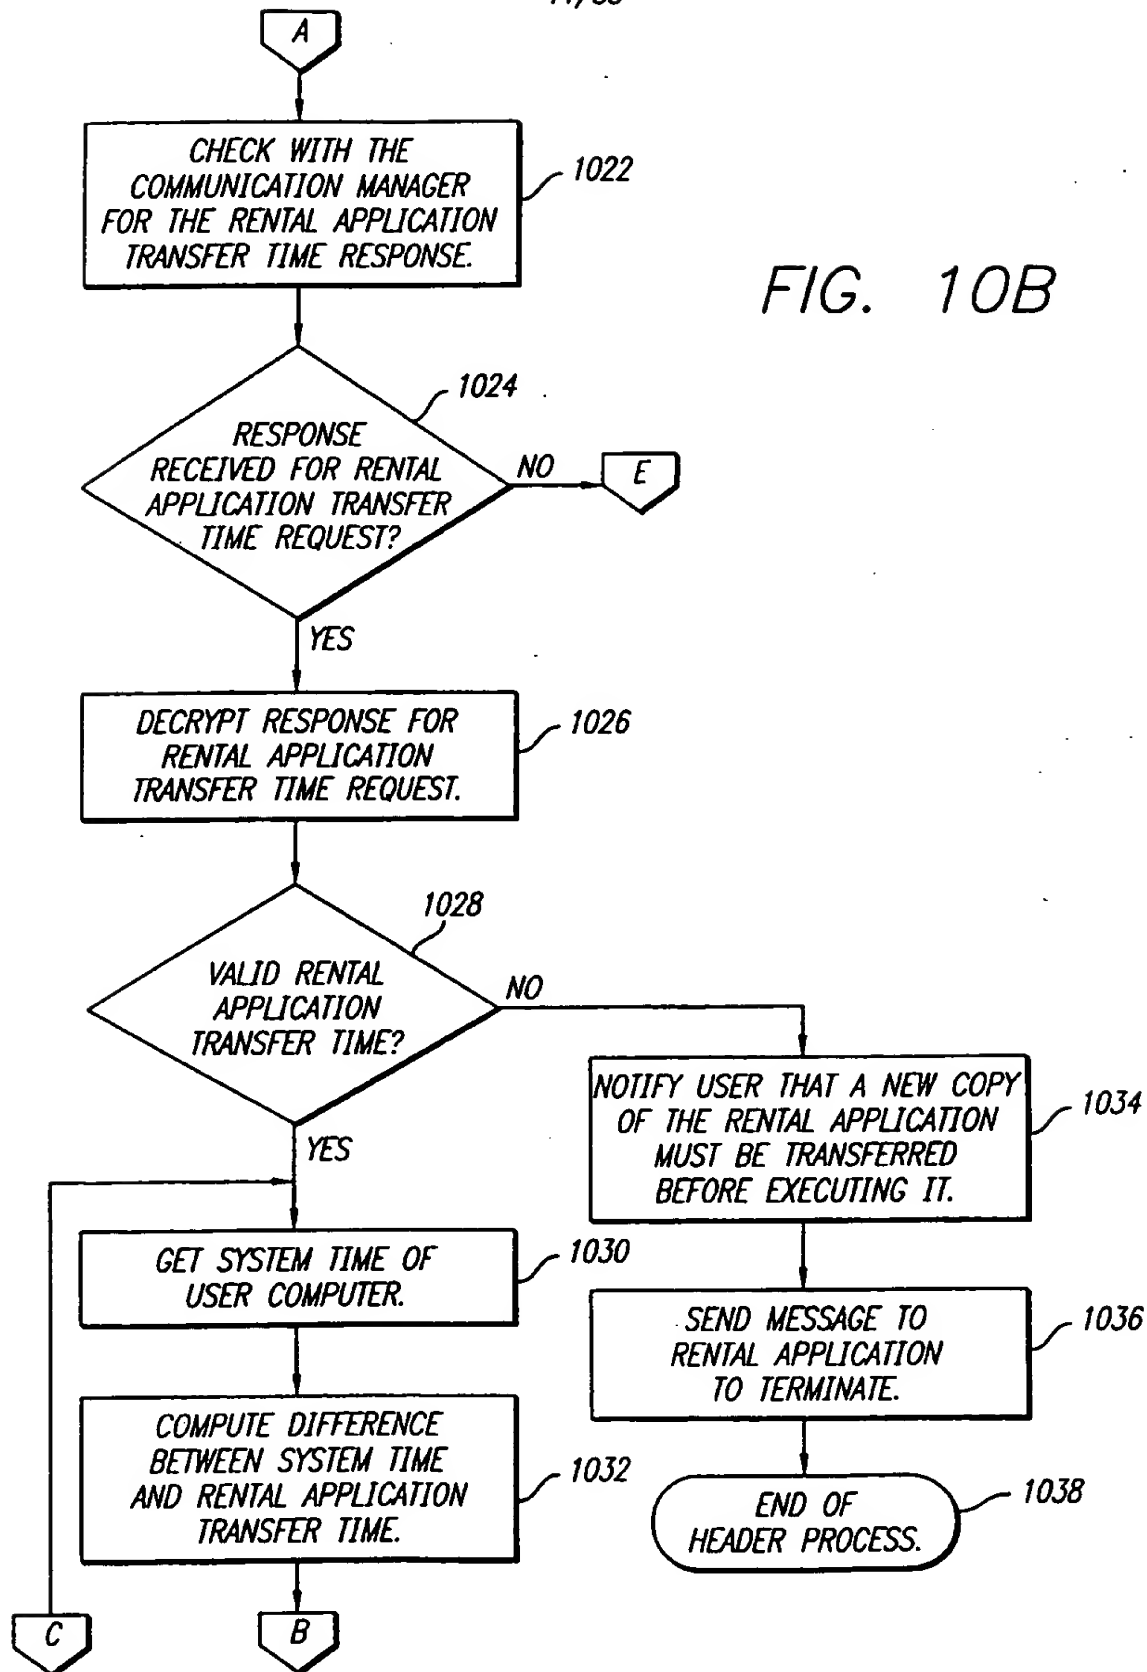 A
CHECK WITH THE
COMMUNICATION MANAGER
FOR THE RENTAL APPLICATION
TRANSFER TIME RESPONSE.
1022
FIG. 10B
1024
RESPONSE
RECEIVED FOR RENTAL
APPLICATION TRANSFER
TIME REQUEST?
NO
E
YES
DECRYPT RESPONSE FOR
RENTAL APPLICATION
TRANSFER TIME REQUEST.
1026
1028
VALID RENTAL
APPLICATION
TRANSFER TIME?
NO
YES
NOTIFY USER THAT A NEW COPY
OF THE RENTAL APPLICATION
MUST BE TRANSFERRED
BEFORE EXECUTING IT.
1034
GET SYSTEM TIME OF
USER COMPUTER.
1030
SEND MESSAGE TO
RENTAL APPLICATION
TO TERMINATE.
1036
COMPUTE DIFFERENCE
BETWEEN SYSTEM TIME
AND RENTAL APPLICATION
TRANSFER TIME.
1032
END OF
HEADER PROCESS.
1038
C
B